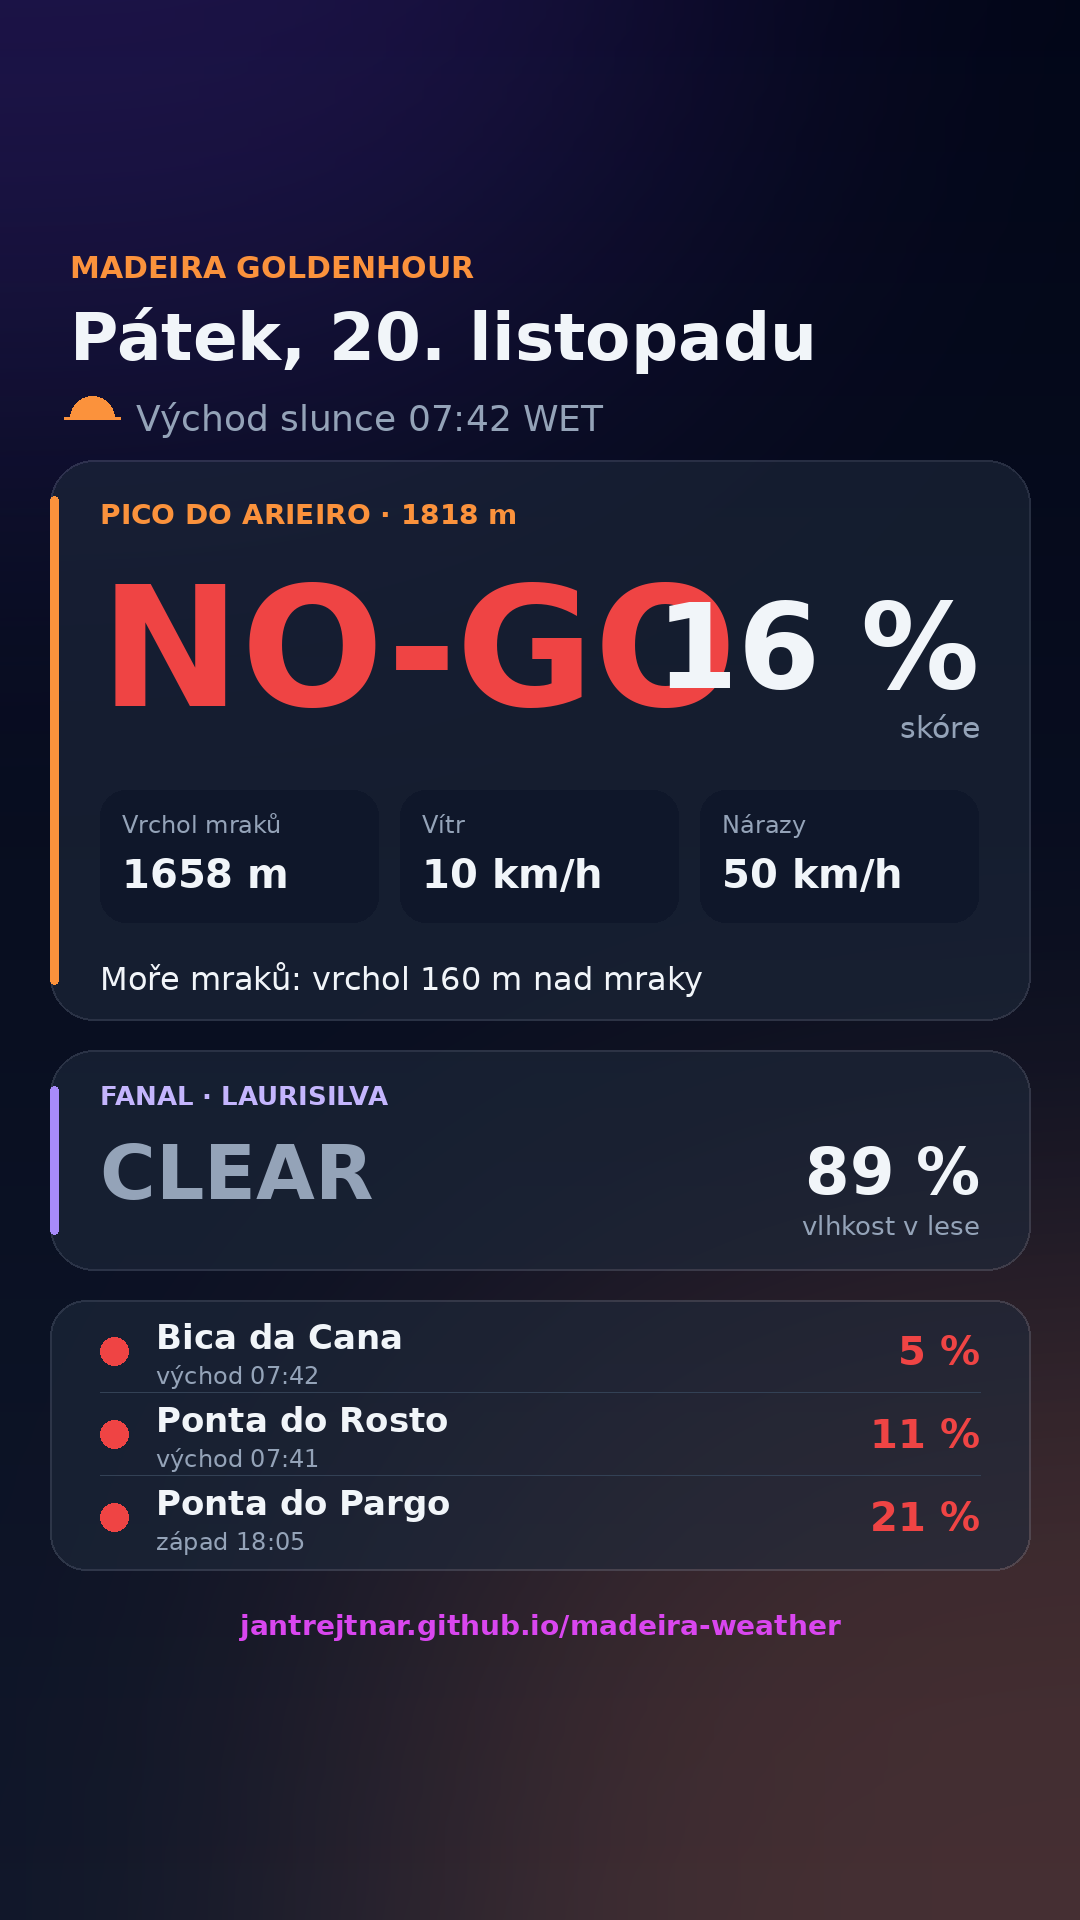 MADEIRA GOLDENHOUR
Pátek, 20. listopadu
Východ slunce 07:42 WET
PICO DO ARIEIRO · 1818 m
NO-GO 16 %
skóre
Vrchol mraků Vítr Nárazy
1658 m 10 km/h 50 km/h
Moře mraků: vrchol 160 m nad mraky
FANAL · LAURISILVA
CLEAR 89 %
vlhkost v lese
Bica da Cana 5 %
východ 07:42
Ponta do Rosto 11 %
východ 07:41
Ponta do Pargo 21 %
západ 18:05
jantrejtnar.github.io/madeira-weather